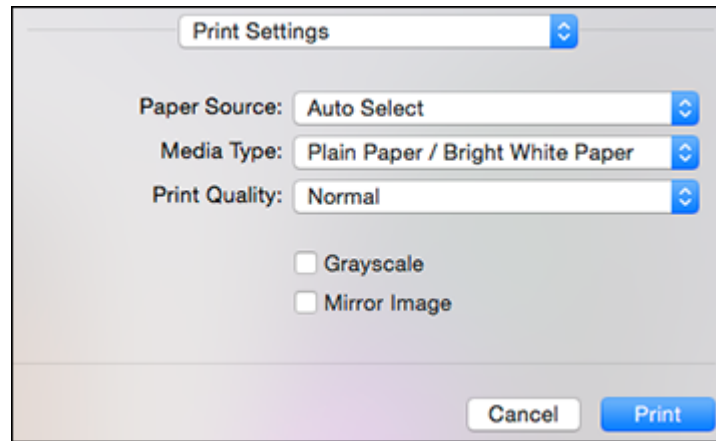 Print Settings
Paper Source: Auto Select
Media Type: Plain Paper / Bright White Paper
Print Quality: Normal
Grayscale
Mirror Image
Cancel Print